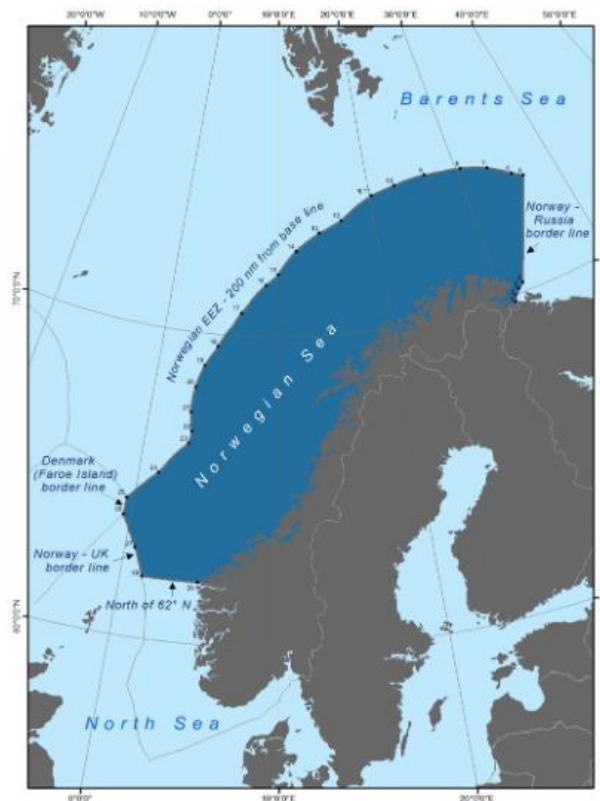 20°0'0"W
10°0'0"W
0°0'0"
10°0'0"E
20°0'0"E
30°0'0"E
40°0'0"E
50°0'0"E
Barents Sea
Norway -
Russia
border line
Norwegian EEZ - 200 nm from base line
70°0'0"N
Norwegian Sea
Denmark
(Faroe Island)
border line
Norway - UK
border line
North of 62° N
60°0'0"N
North Sea
0°0'0"
10°0'0"E
20°0'0"E